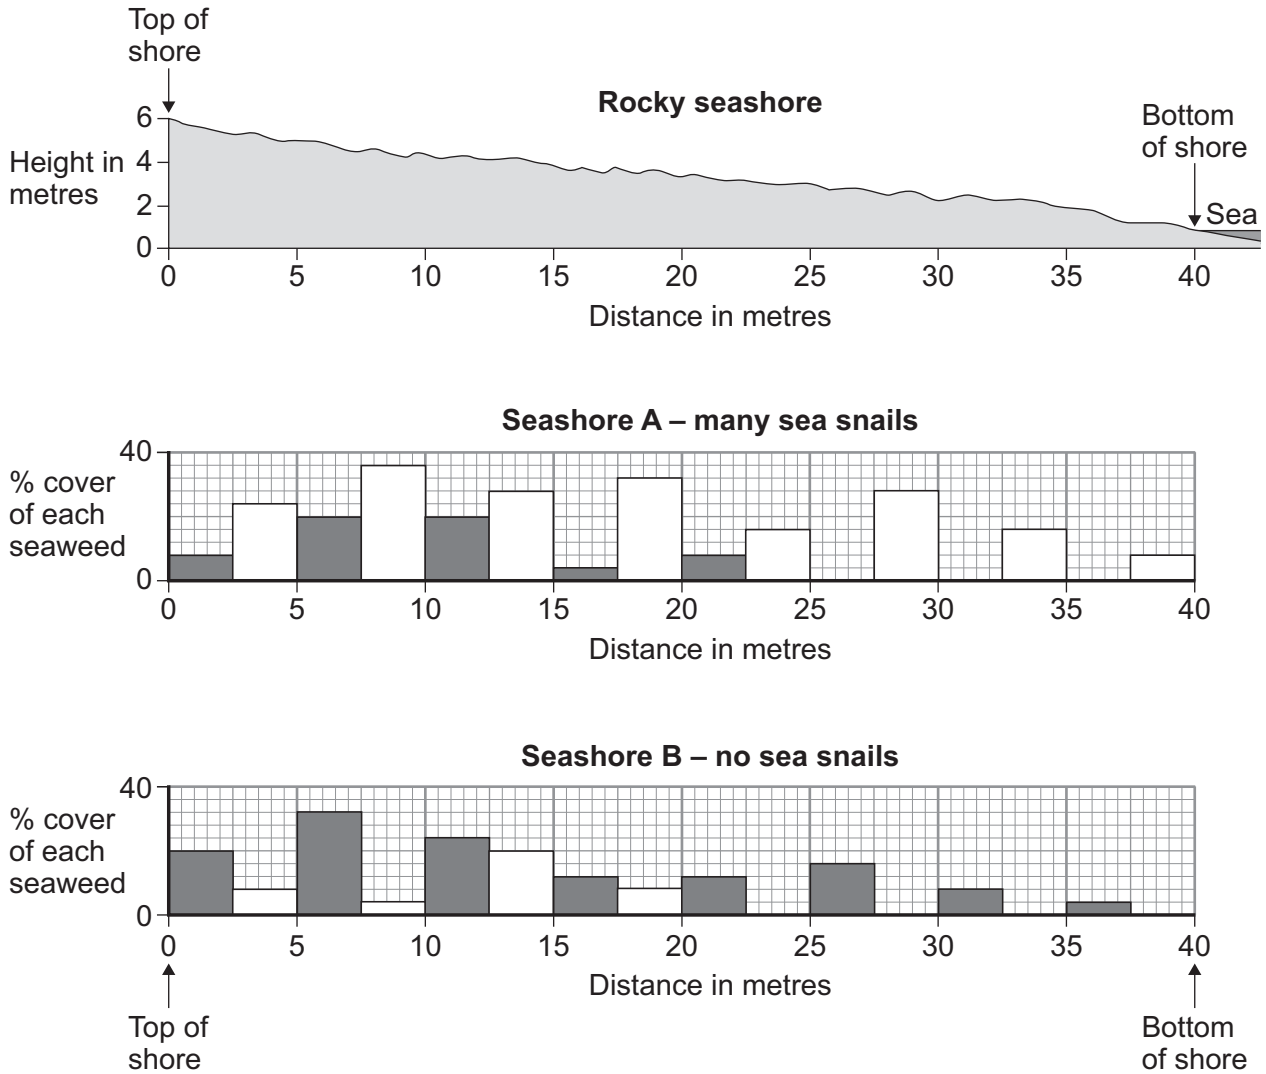 Top of
shore
Rocky seashore
Bottom
of shore
Height in
metres
6
4
2
0
Sea
0 5 10 15 20 25 30 35 40
Distance in metres
Seashore A – many sea snails
% cover
of each
seaweed
40
0
0 5 10 15 20 25 30 35 40
Distance in metres
Seashore B – no sea snails
% cover
of each
seaweed
40
0
0 5 10 15 20 25 30 35 40
Distance in metres
Top of
shore
Bottom
of shore